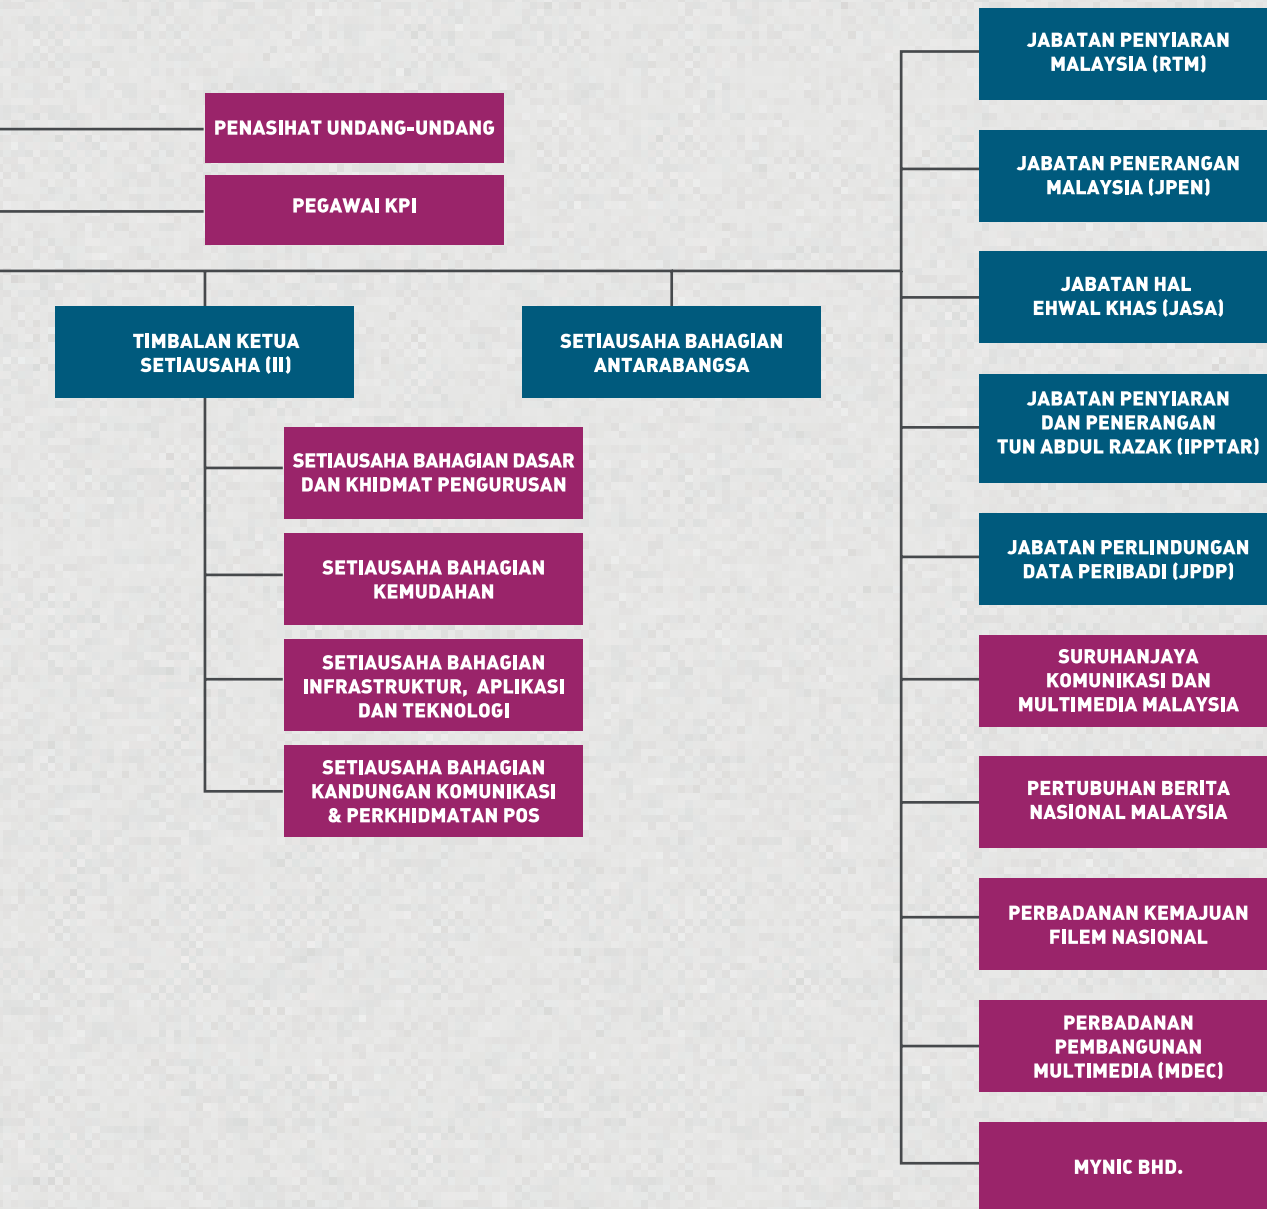 PENASIHAT UNDANG-UNDANG
PEGAWAI KPI
TIMBALAN KETUA
SETIAUSAHA (II)
SETIAUSAHA BAHAGIAN DASAR
DAN KHIDMAT PENGURUSAN
SETIAUSAHA BAHAGIAN
KEMUDAHAN
SETIAUSAHA BAHAGIAN
INFRASTRUKTUR, APLIKASI
DAN TEKNOLOGI
SETIAUSAHA BAHAGIAN
KANDUNGAN KOMUNIKASI
& PERKHIDMATAN POS
SETIAUSAHA BAHAGIAN
ANTARABANGSA
JABATAN PENYIARAN
MALAYSIA (RTM)
JABATAN PENERANGAN
MALAYSIA (JPEN)
JABATAN HAL
EHWAL KHAS (JASA)
JABATAN PENYIARAN
DAN PENERANGAN
TUN ABDUL RAZAK (IPPTAR)
JABATAN PERLINDUNGAN
DATA PERIBADI (JPDP)
SURUHANJAYA
KOMUNIKASI DAN
MULTIMEDIA MALAYSIA
PERTUBUHAN BERITA
NASIONAL MALAYSIA
PERBADANAN KEMAJUAN
FILEM NASIONAL
PERBADANAN
PEMBANGUNAN
MULTIMEDIA (MDEC)
MYNIC BHD.